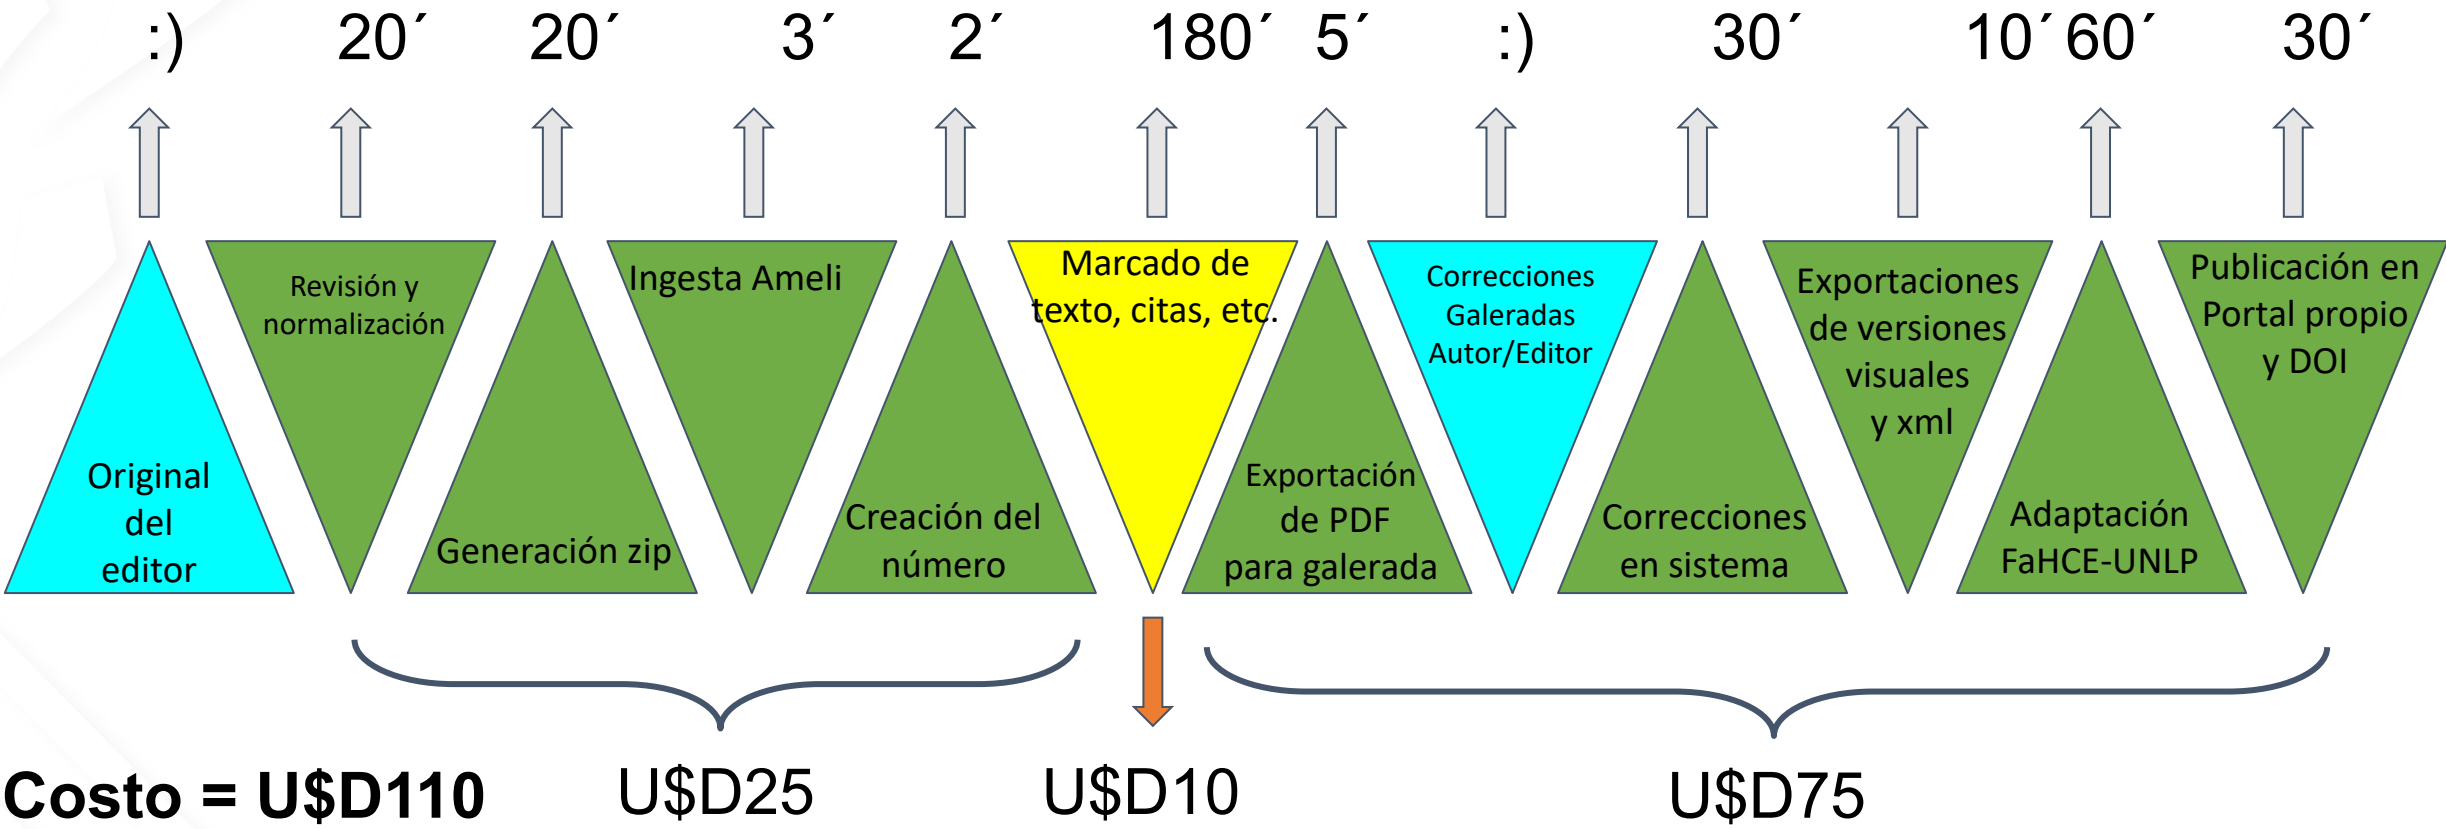 :) 20´ 20´ 3´ 2´ 180´ 5´ :) 30´ 10´ 60´ 30´
Original
del
editor
Revisión y
normalización
Generación zip
Ingesta Ameli
Creación del
número
Marcado de
texto, citas, etc.
Exportación
de PDF
para galerada
Correcciones
Galeradas
Autor/Editor
Correcciones
en sistema
Exportaciones
de versiones
visuales
y xml
Adaptación
FaHCE-UNLP
Publicación en
Portal propio
y DOI
Costo = U$D110
U$D25
U$D10
U$D75